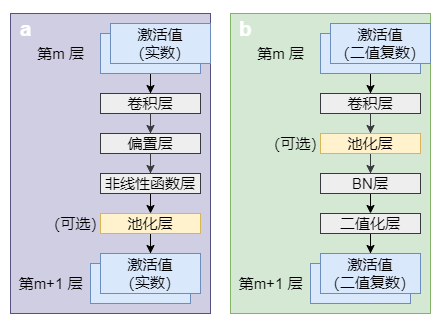 a
激活值
(实数)
第m 层
卷积层
偏置层
非线性函数层
(可选)
池化层
激活值
(实数)
第m+1 层
b
激活值
(二值复数)
第m 层
卷积层
(可选)
池化层
BN层
二值化层
激活值
(二值复数)
第m+1 层